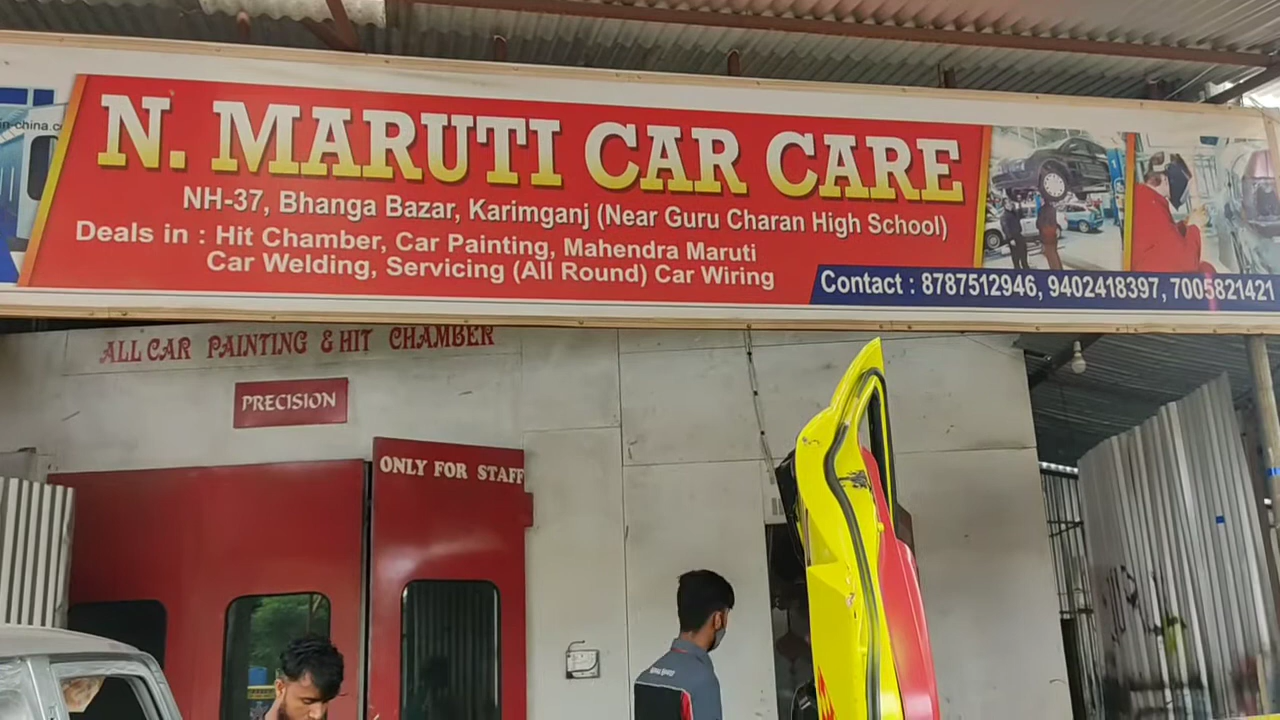 in-china.c
N. MARUTI CAR CARE
NH-37, Bhanga Bazar, Karimganj (Near Guru Charan High School)
Deals in : Hit Chamber, Car Painting, Mahendra Maruti
Car Welding, Servicing (All Round) Car Wiring
Contact : 8787512946, 9402418397, 7005821421
ALL CAR PAINTING & HIT CHAMBER
PRECISION
ONLY FOR STAFF